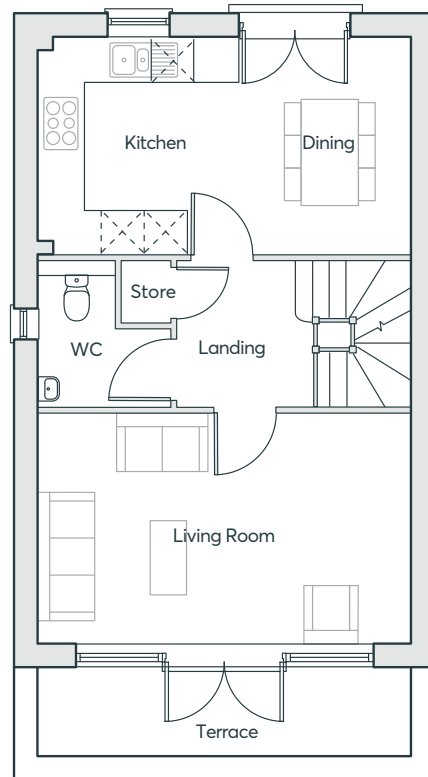 Kitchen
Dining
Store
WC
Landing
Living Room
Terrace